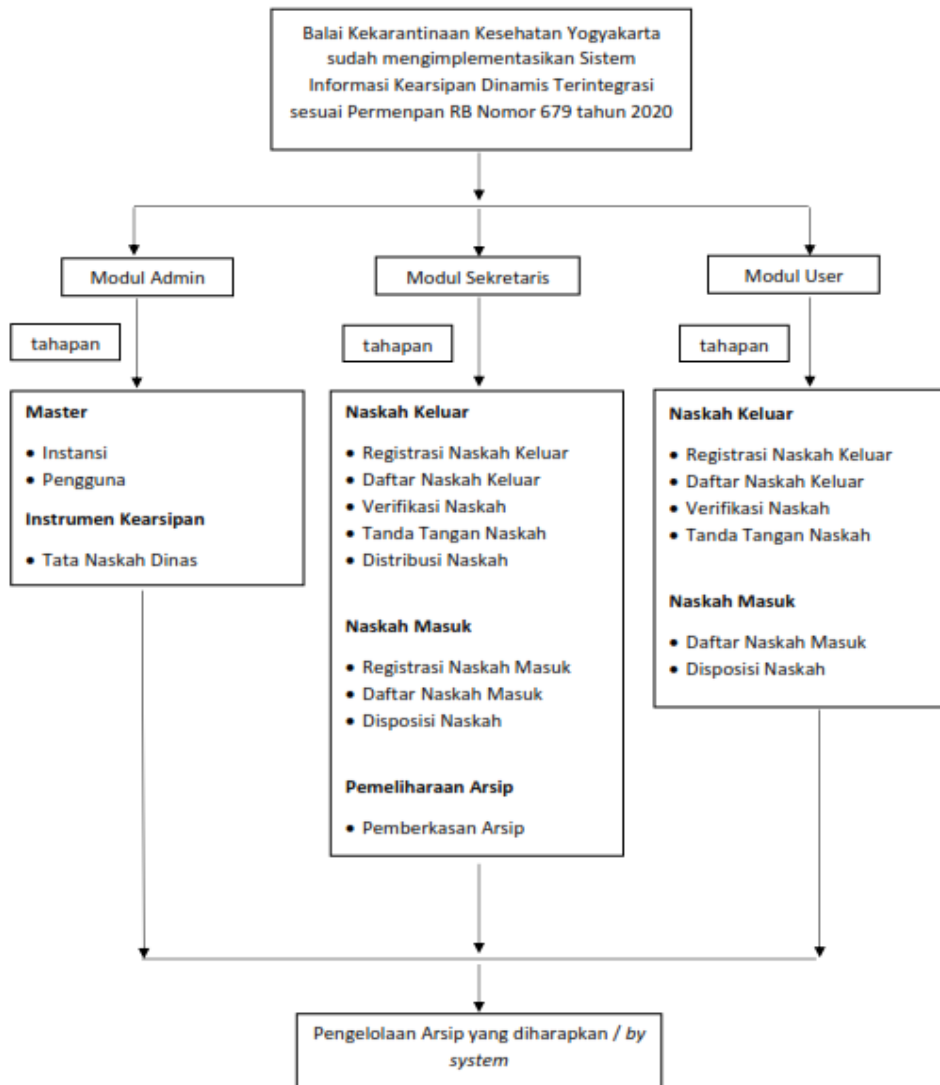 Balai Kekarantinaan Kesehatan Yogyakarta
sudah mengimplementasikan Sistem
Informasi Kearsipan Dinamis Terintegrasi
sesuai Permenpan RB Nomor 679 tahun 2020
Modul Admin
Modul Sekretaris
Modul User
tahapan
tahapan
tahapan
Master
• Instansi
• Pengguna
Instrumen Kearsipan
• Tata Naskah Dinas
Naskah Keluar
• Registrasi Naskah Keluar
• Daftar Naskah Keluar
• Verifikasi Naskah
• Tanda Tangan Naskah
• Distribusi Naskah
Naskah Masuk
• Registrasi Naskah Masuk
• Daftar Naskah Masuk
• Disposisi Naskah
Pemeliharaan Arsip
• Pemberkasan Arsip
Naskah Keluar
• Registrasi Naskah Keluar
• Daftar Naskah Keluar
• Verifikasi Naskah
• Tanda Tangan Naskah
Naskah Masuk
• Daftar Naskah Masuk
• Disposisi Naskah
Pengelolaan Arsip yang diharapkan / by
system